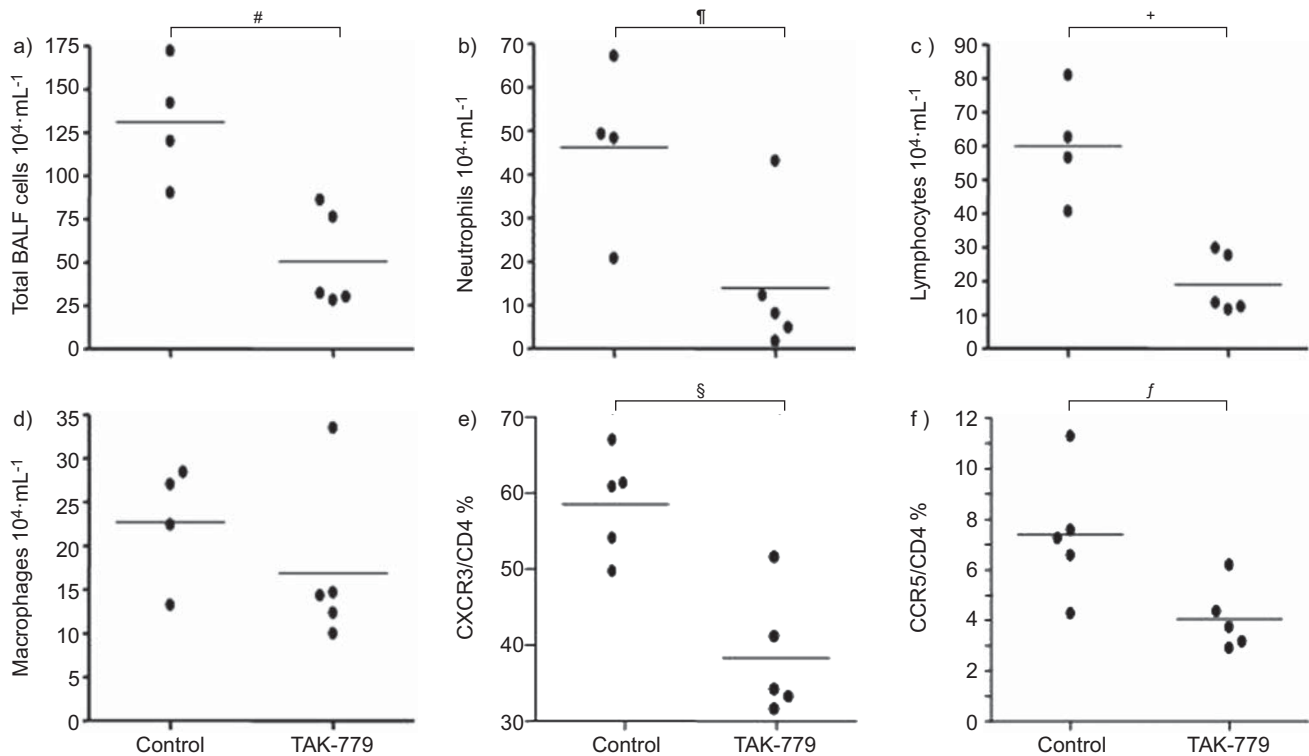 #
¶
+
a)
b)
c )
Total BALF cells 10⁴·mL⁻¹
175
150
125
100
75
50
25
0
Neutrophils 10⁴·mL⁻¹
70
60
50
40
30
20
10
0
Lymphocytes 10⁴·mL⁻¹
90
80
70
60
50
40
30
20
10
0
§
ƒ
d)
e)
f )
Macrophages 10⁴·mL⁻¹
35
30
25
20
15
10
5
0
Control
TAK-779
CXCR3/CD4 %
70
60
50
40
30
Control
TAK-779
CCR5/CD4 %
12
10
8
6
4
2
0
Control
TAK-779